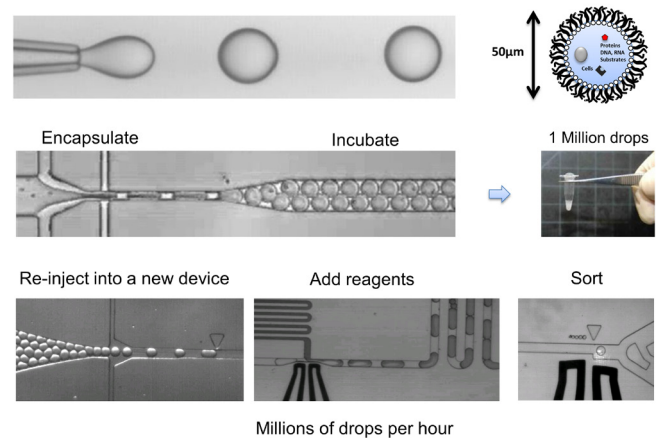 50μm
Proteins
DNA, RNA
Substrates
Cells
Encapsulate
Incubate
1 Million drops
Re-inject into a new device
Add reagents
Sort
Millions of drops per hour